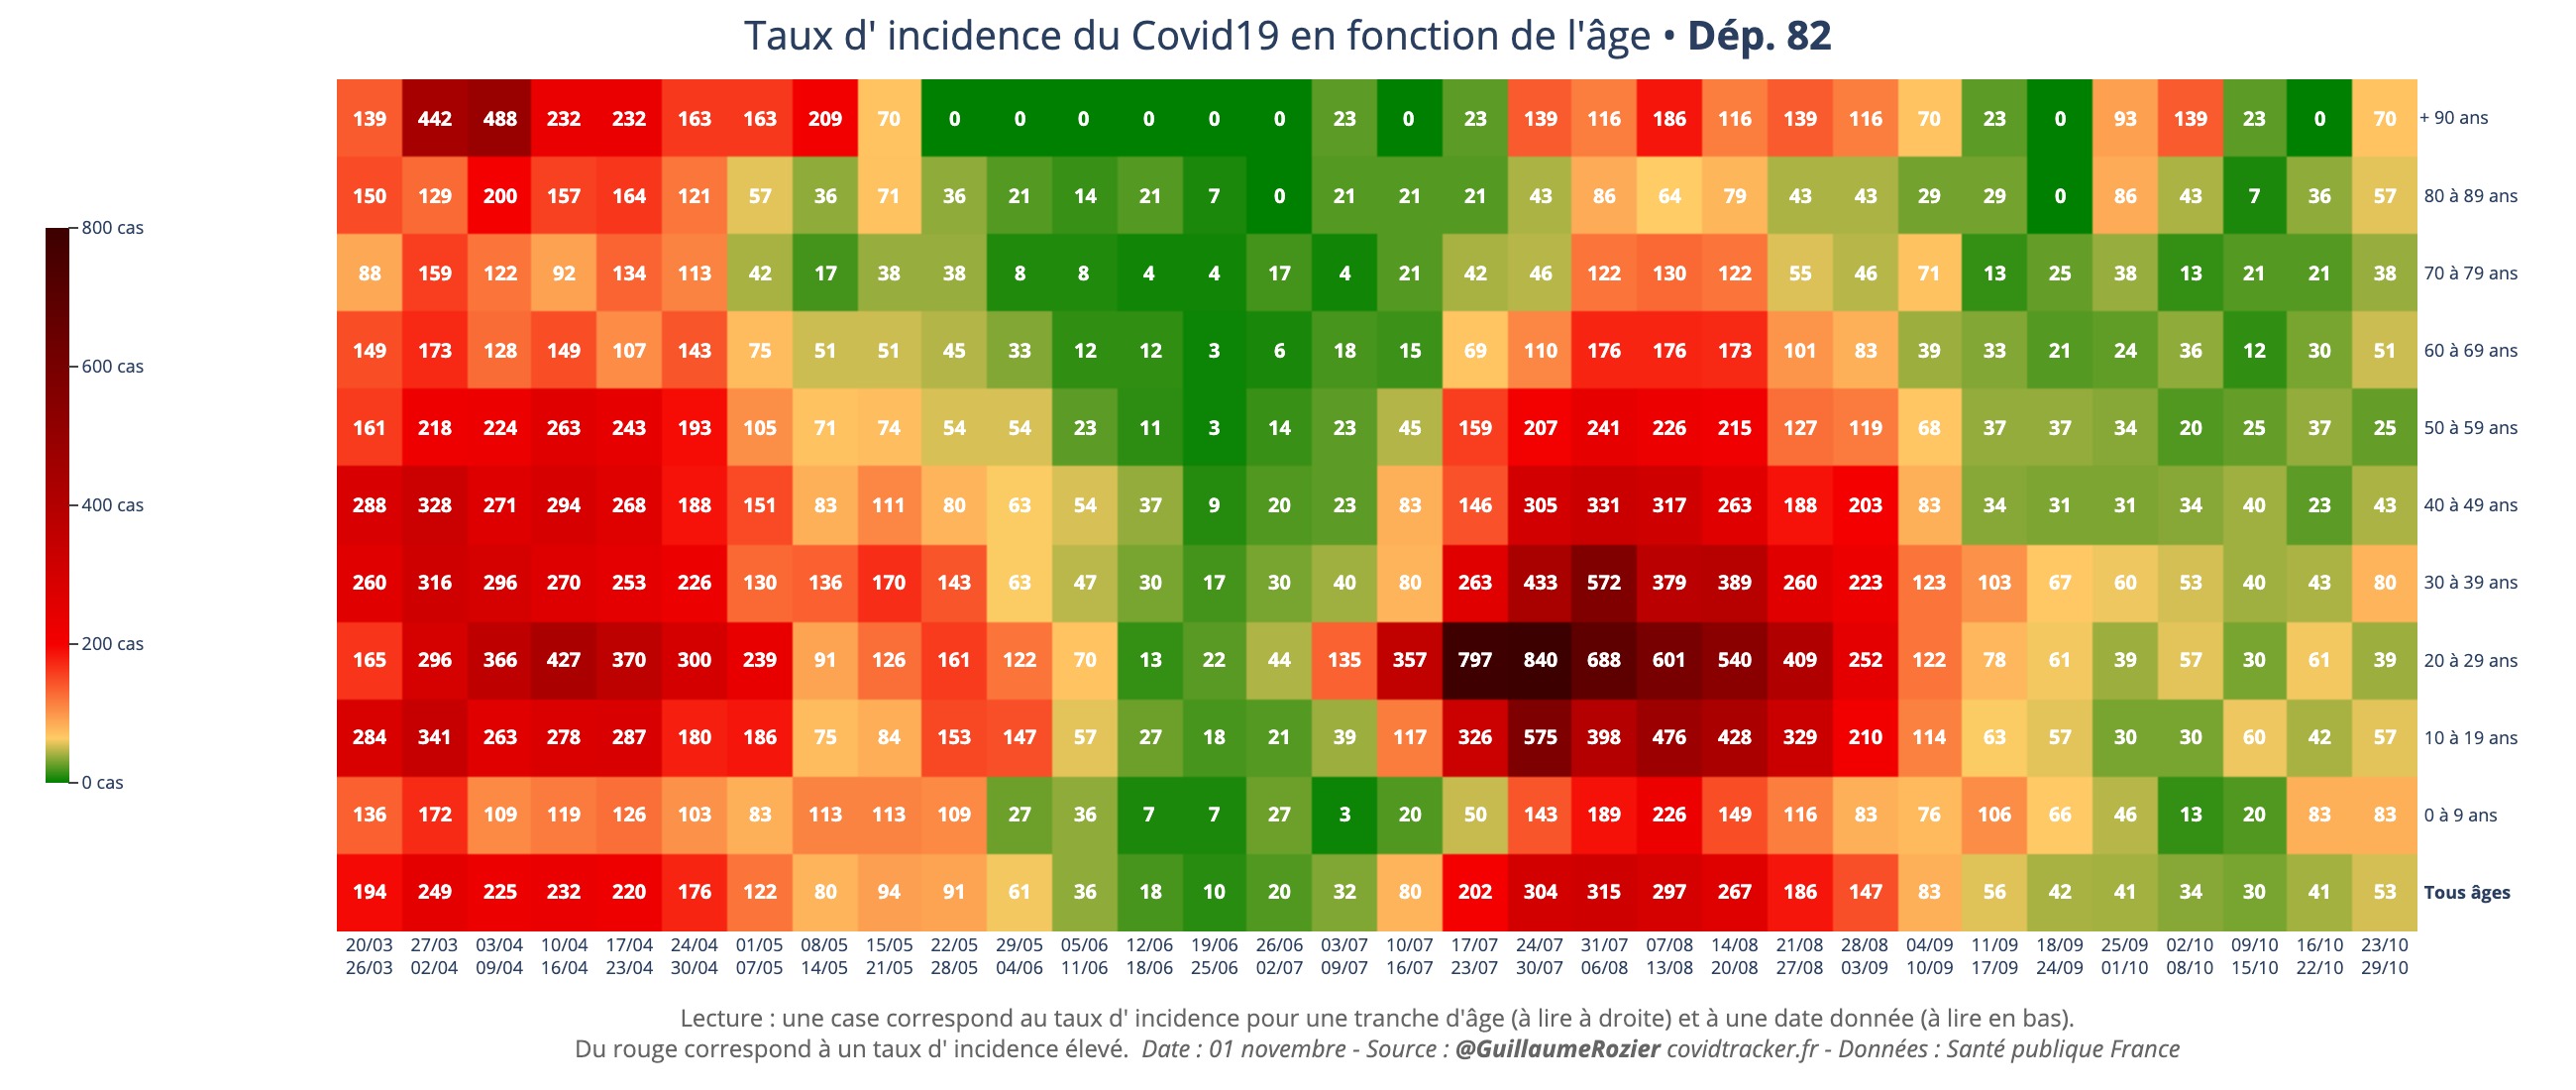 Taux d' incidence du Covid19 en fonction de l'âge • Dép. 82
800 cas
600 cas
400 cas
200 cas
0 cas
139 442 488 232 232 163 163 209 70 0 0 0 0 0 0 23 0 23 139 116 186 116 139 116 70 23 0 93 139 23 0 70 + 90 ans
150 129 200 157 164 121 57 36 71 36 21 14 21 7 0 21 21 21 43 86 64 79 43 43 29 29 0 86 43 7 36 57 80 à 89 ans
88 159 122 92 134 113 42 17 38 38 8 8 4 4 17 4 21 42 46 122 130 122 55 46 71 13 25 38 13 21 21 38 70 à 79 ans
149 173 128 149 107 143 75 51 51 45 33 12 12 3 6 18 15 69 110 176 176 173 101 83 39 33 21 24 36 12 30 51 60 à 69 ans
161 218 224 263 243 193 105 71 74 54 54 23 11 3 14 23 45 159 207 241 226 215 127 119 68 37 37 34 20 25 37 25 50 à 59 ans
288 328 271 294 268 188 151 83 111 80 63 54 37 9 20 23 83 146 305 331 317 263 188 203 83 34 31 31 34 40 23 43 40 à 49 ans
260 316 296 270 253 226 130 136 170 143 63 47 30 17 30 40 80 263 433 572 379 389 260 223 123 103 67 60 53 40 43 80 30 à 39 ans
165 296 366 427 370 300 239 91 126 161 122 70 13 22 44 135 357 797 840 688 601 540 409 252 122 78 61 39 57 30 61 39 20 à 29 ans
284 341 263 278 287 180 186 75 84 153 147 57 27 18 21 39 117 326 575 398 476 428 329 210 114 63 57 30 30 60 42 57 10 à 19 ans
136 172 109 119 126 103 83 113 113 109 27 36 7 7 27 3 20 50 143 189 226 149 116 83 76 106 66 46 13 20 83 83 0 à 9 ans
194 249 225 232 220 176 122 80 94 91 61 36 18 10 20 32 80 202 304 315 297 267 186 147 83 56 42 41 34 30 41 53 Tous âges
20/03 27/03 03/04 10/04 17/04 24/04 01/05 08/05 15/05 22/05 29/05 05/06 12/06 19/06 26/06 03/07 10/07 17/07 24/07 31/07 07/08 14/08 21/08 28/08 04/09 11/09 18/09 25/09 02/10 09/10 16/10 23/10
26/03 02/04 09/04 16/04 23/04 30/04 07/05 14/05 21/05 28/05 04/06 11/06 18/06 25/06 02/07 09/07 16/07 23/07 30/07 06/08 13/08 20/08 27/08 03/09 10/09 17/09 24/09 01/10 08/10 15/10 22/10 29/10
Lecture : une case correspond au taux d' incidence pour une tranche d'âge (à lire à droite) et à une date donnée (à lire en bas).
Du rouge correspond à un taux d' incidence élevé. Date : 01 novembre - Source : @GuillaumeRozier covidtracker.fr - Données : Santé publique France